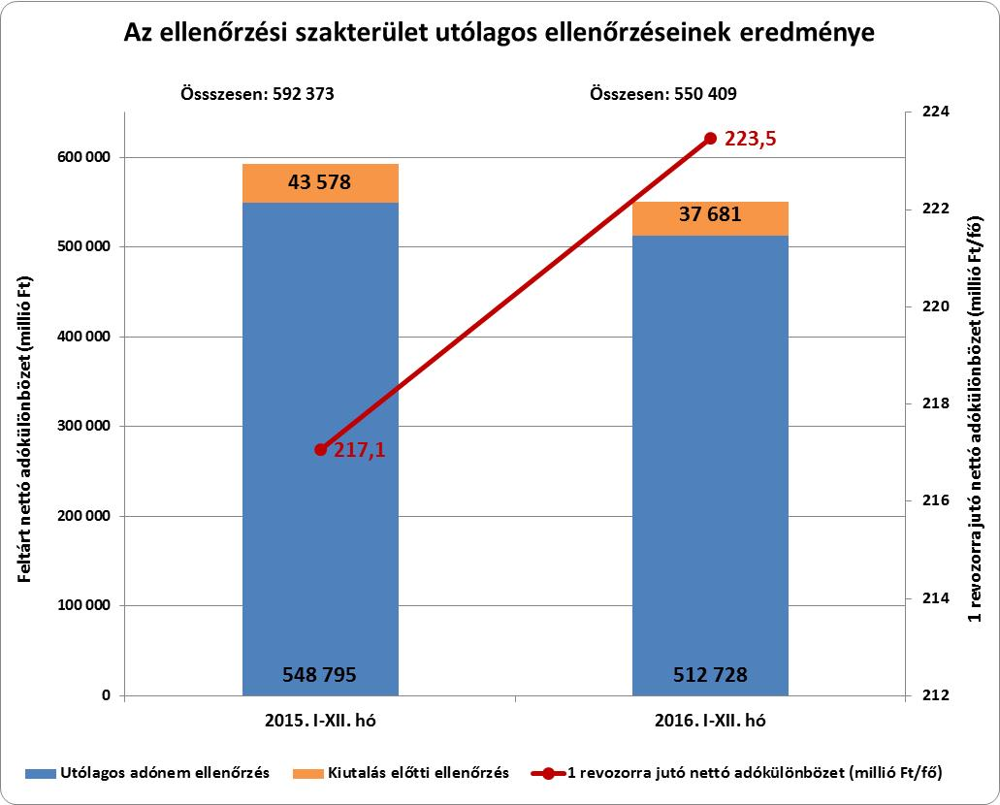 Az ellenőrzési szakterület utólagos ellenőrzéseinek eredménye
Össszesen: 592 373
Összesen: 550 409
Feltárt nettó adókülönbözet (millió Ft)
600 000
500 000
400 000
300 000
200 000
100 000
0
43 578
37 681
217,1
223,5
548 795
512 728
224
222
220
218
216
214
212
1 revozorra jutó nettó adókülönbözet (millió Ft/fő)
2015. I-XII. hó
2016. I-XII. hó
Utólagos adónem ellenőrzés
Kiutalás előtti ellenőrzés
1 revozorra jutó nettó adókülönbözet (millió Ft/fő)